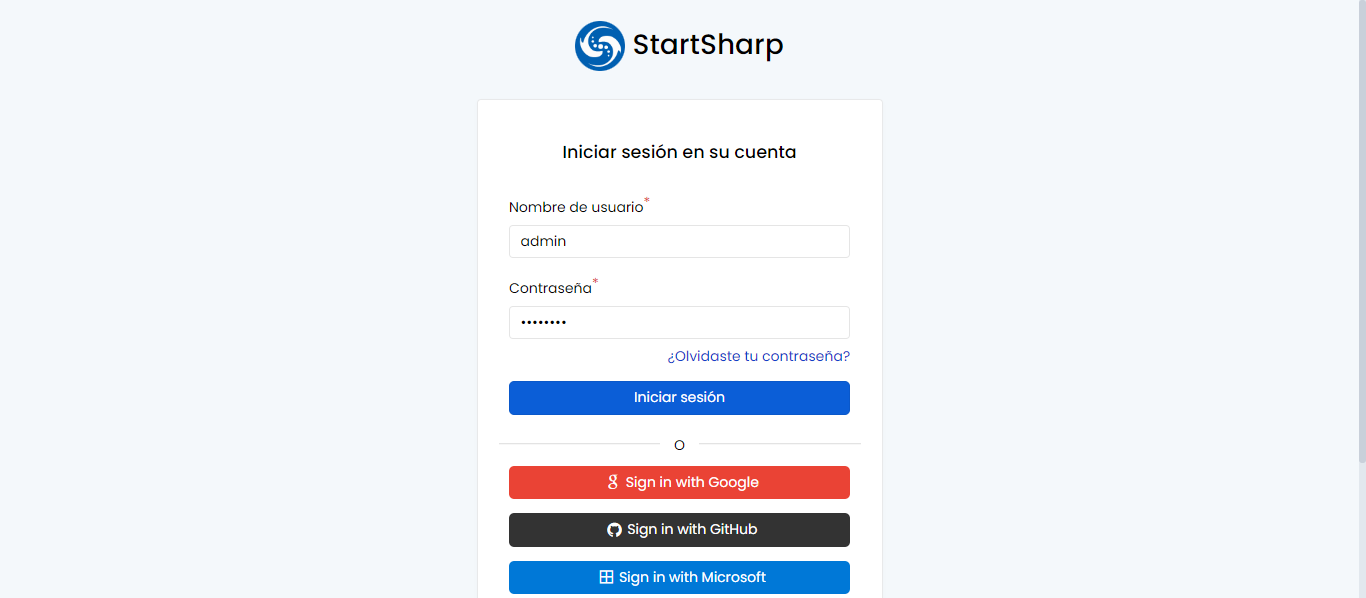 StartSharp
Iniciar sesión en su cuenta
Nombre de usuario*
admin
Contraseña*
••••••••
¿Olvidaste tu contraseña?
Iniciar sesión
O
Sign in with Google
Sign in with GitHub
Sign in with Microsoft